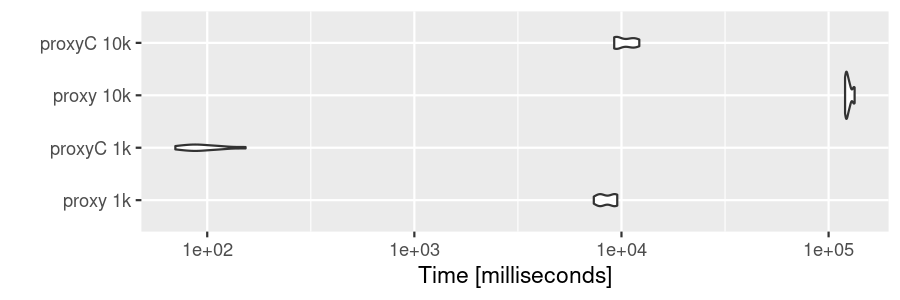 proxyC 10k
proxy 10k
proxyC 1k
proxy 1k
1e+02 1e+03 1e+04 1e+05
Time [milliseconds]